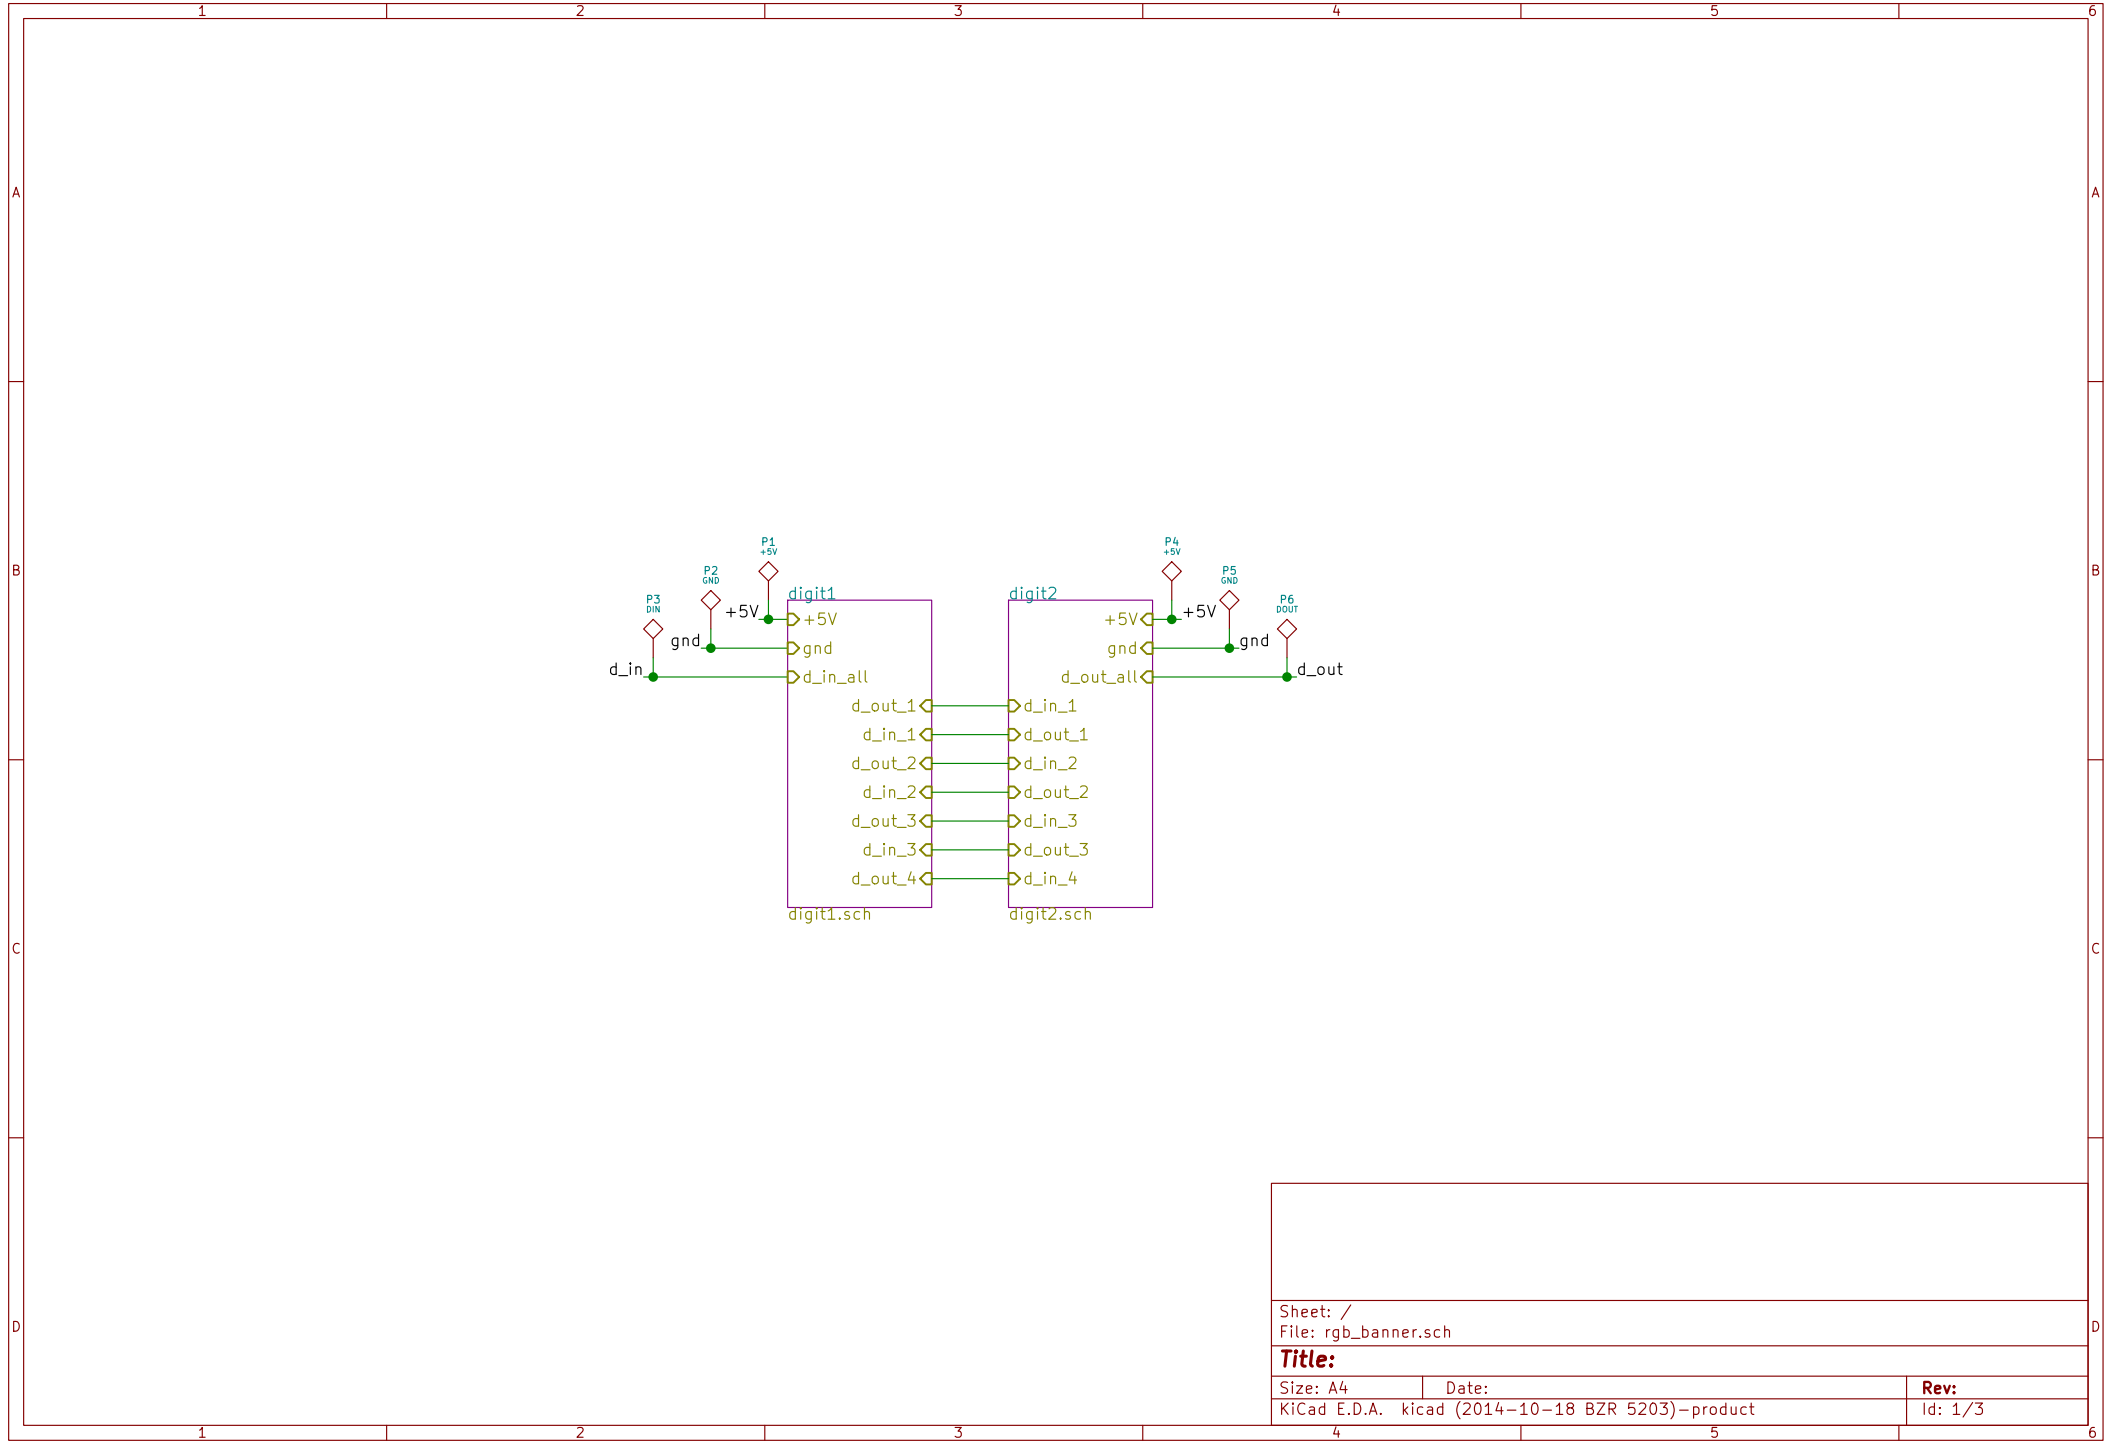 1 2 3 4 5 6
A A
B B
C C
D D
P1
+5V
P2
GND
P3
DIN
P4
+5V
P5
GND
P6
DOUT
+5V
gnd
d_in
+5V
gnd
d_out
digit1
+5V
gnd
d_in_all
d_out_1
d_in_1
d_out_2
d_in_2
d_out_3
d_in_3
d_out_4
digit1.sch
digit2
+5V
gnd
d_out_all
d_in_1
d_out_1
d_in_2
d_out_2
d_in_3
d_out_3
d_in_4
digit2.sch
Sheet: /
File: rgb_banner.sch
Title:
Size: A4 Date: Rev:
KiCad E.D.A. kicad (2014-10-18 BZR 5203)-product Id: 1/3
1 2 3 4 5 6